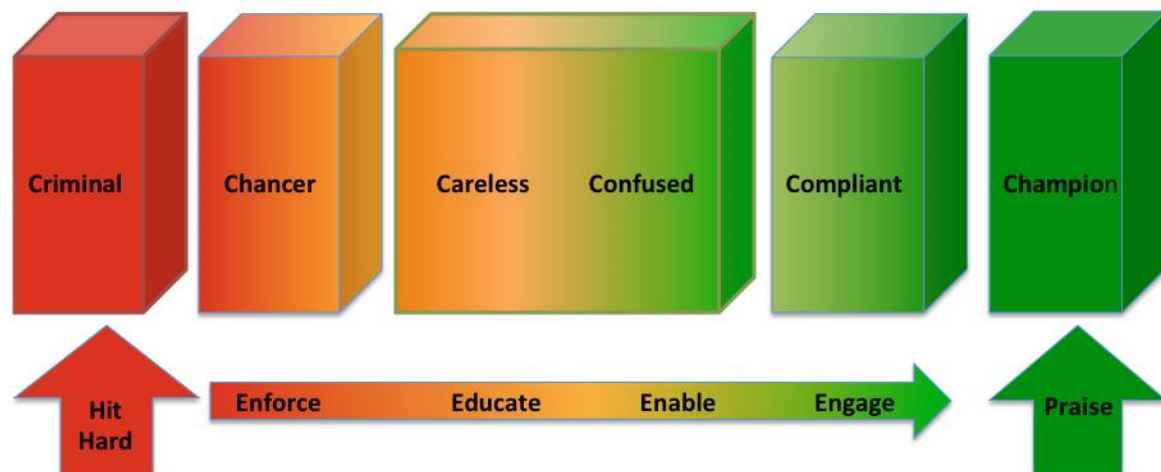 Criminal
Chancer
Careless
Confused
Compliant
Champion
Hit
Hard
Enforce
Educate
Enable
Engage
Praise